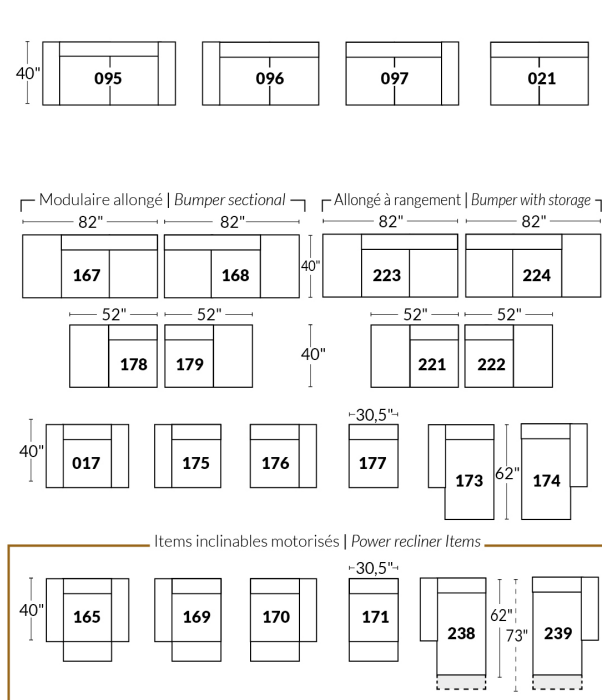 40" 095 096 097 021
Modulaire allongé | Bumper sectional
Allongé à rangement | Bumper with storage
82" 82" 82" 82"
167 168 40" 223 224
52" 52" 52" 52"
178 179 40" 221 222
30,5"
40" 017 175 176 177 173 62" 174
Items inclinables motorisés | Power recliner Items
30,5"
40" 165 169 170 171 238 62" 73" 239